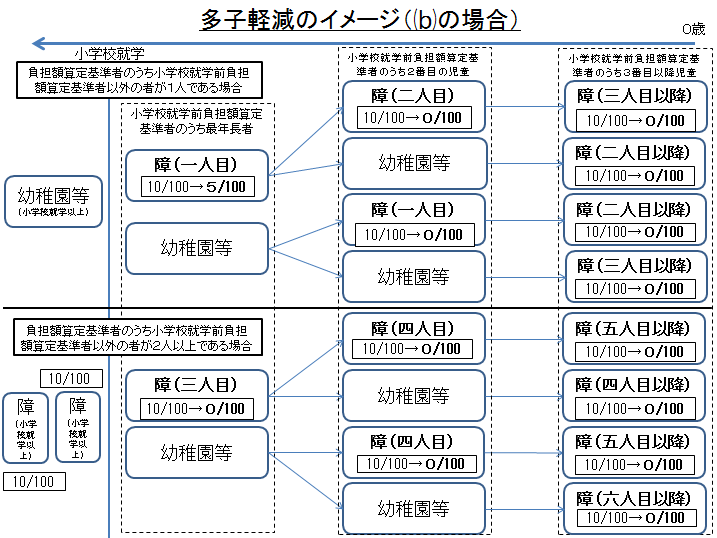 多子軽減のイメージ（(b)の場合）
０歳
小学校就学
負担額算定基準者のうち小学校就学前負担
額算定基準者以外の者が１人である場合
小学校就学前負担額算定
基準者のうち最年長者
小学校就学前負担額算定基
準者のうち２番目の児童
小学校就学前負担額算定基
準者のうち３番目以降児童
幼稚園等
(小学校就学以上)
障（一人目）
10/100→５/100
幼稚園等
障（二人目）
10/100→０/100
幼稚園等
障（一人目）
10/100→０/100
幼稚園等
障（三人目以降）
10/100→０/100
障（二人目以降）
10/100→０/100
障（二人目以降）
10/100→０/100
障（三人目以降）
10/100→０/100
負担額算定基準者のうち小学校就学前負担
額算定基準者以外の者が２人以上である場合
10/100
障
(小学
校就
学以
上)
障
(小学
校就
学以
上)
10/100
障（三人目）
10/100→０/100
幼稚園等
障（四人目）
10/100→０/100
幼稚園等
障（四人目）
10/100→０/100
幼稚園等
障（五人目以降）
10/100→０/100
障（四人目以降）
10/100→０/100
障（五人目以降）
10/100→０/100
障（六人目以降）
10/100→０/100